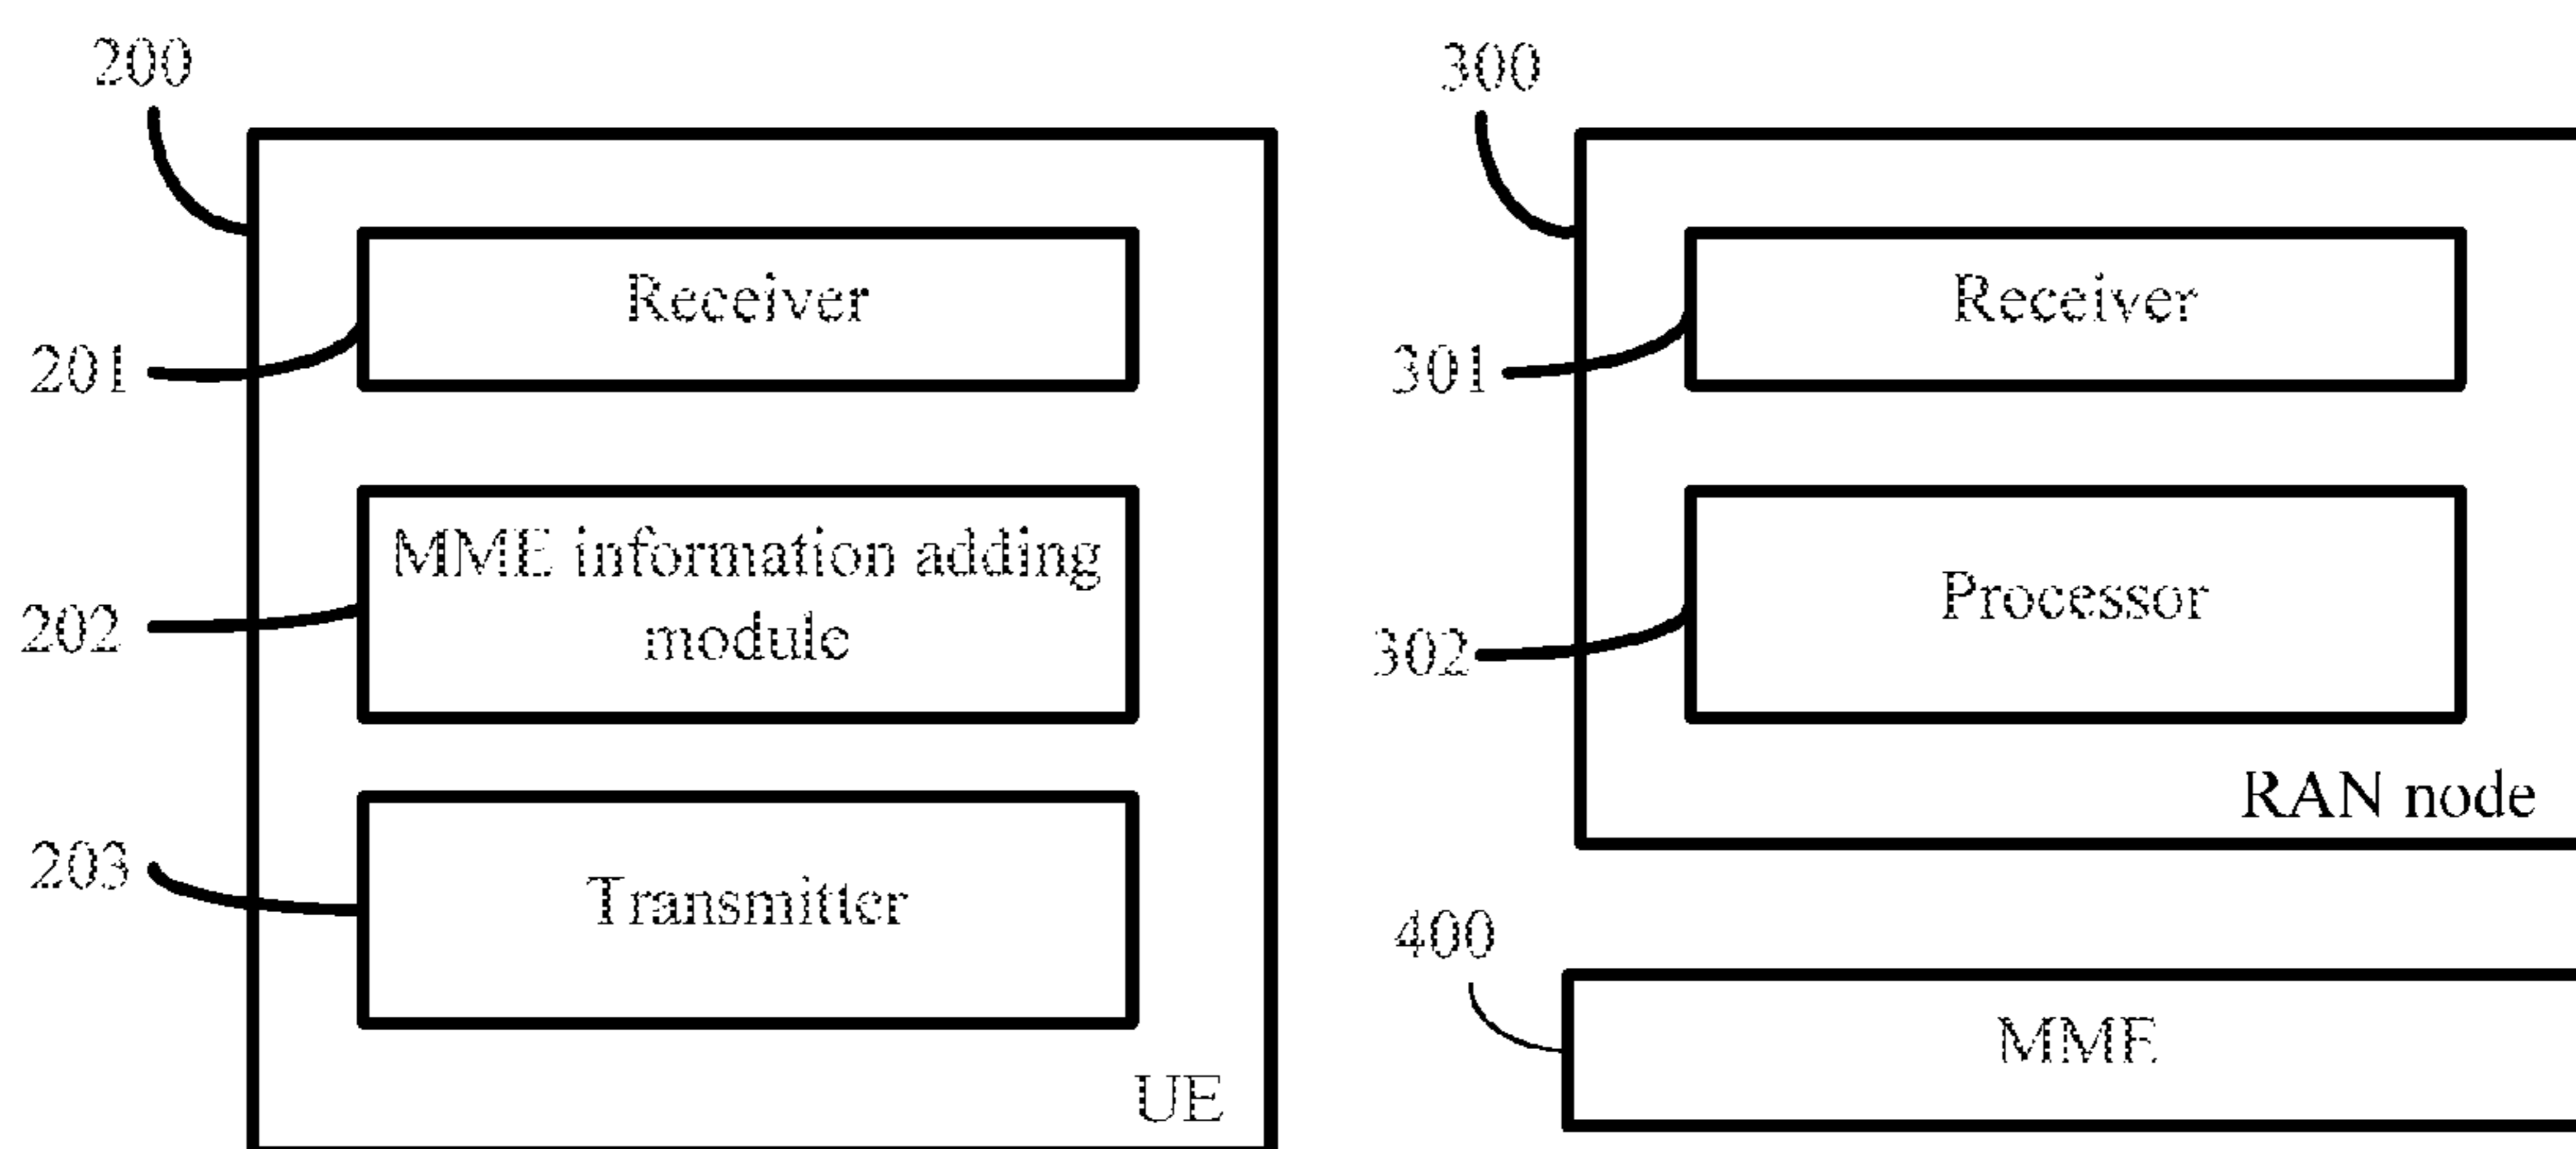 200
Receiver
201
MME information adding
module
202
Transmitter
203
UE
300
Receiver
301
Processor
302
RAN node
400
MME